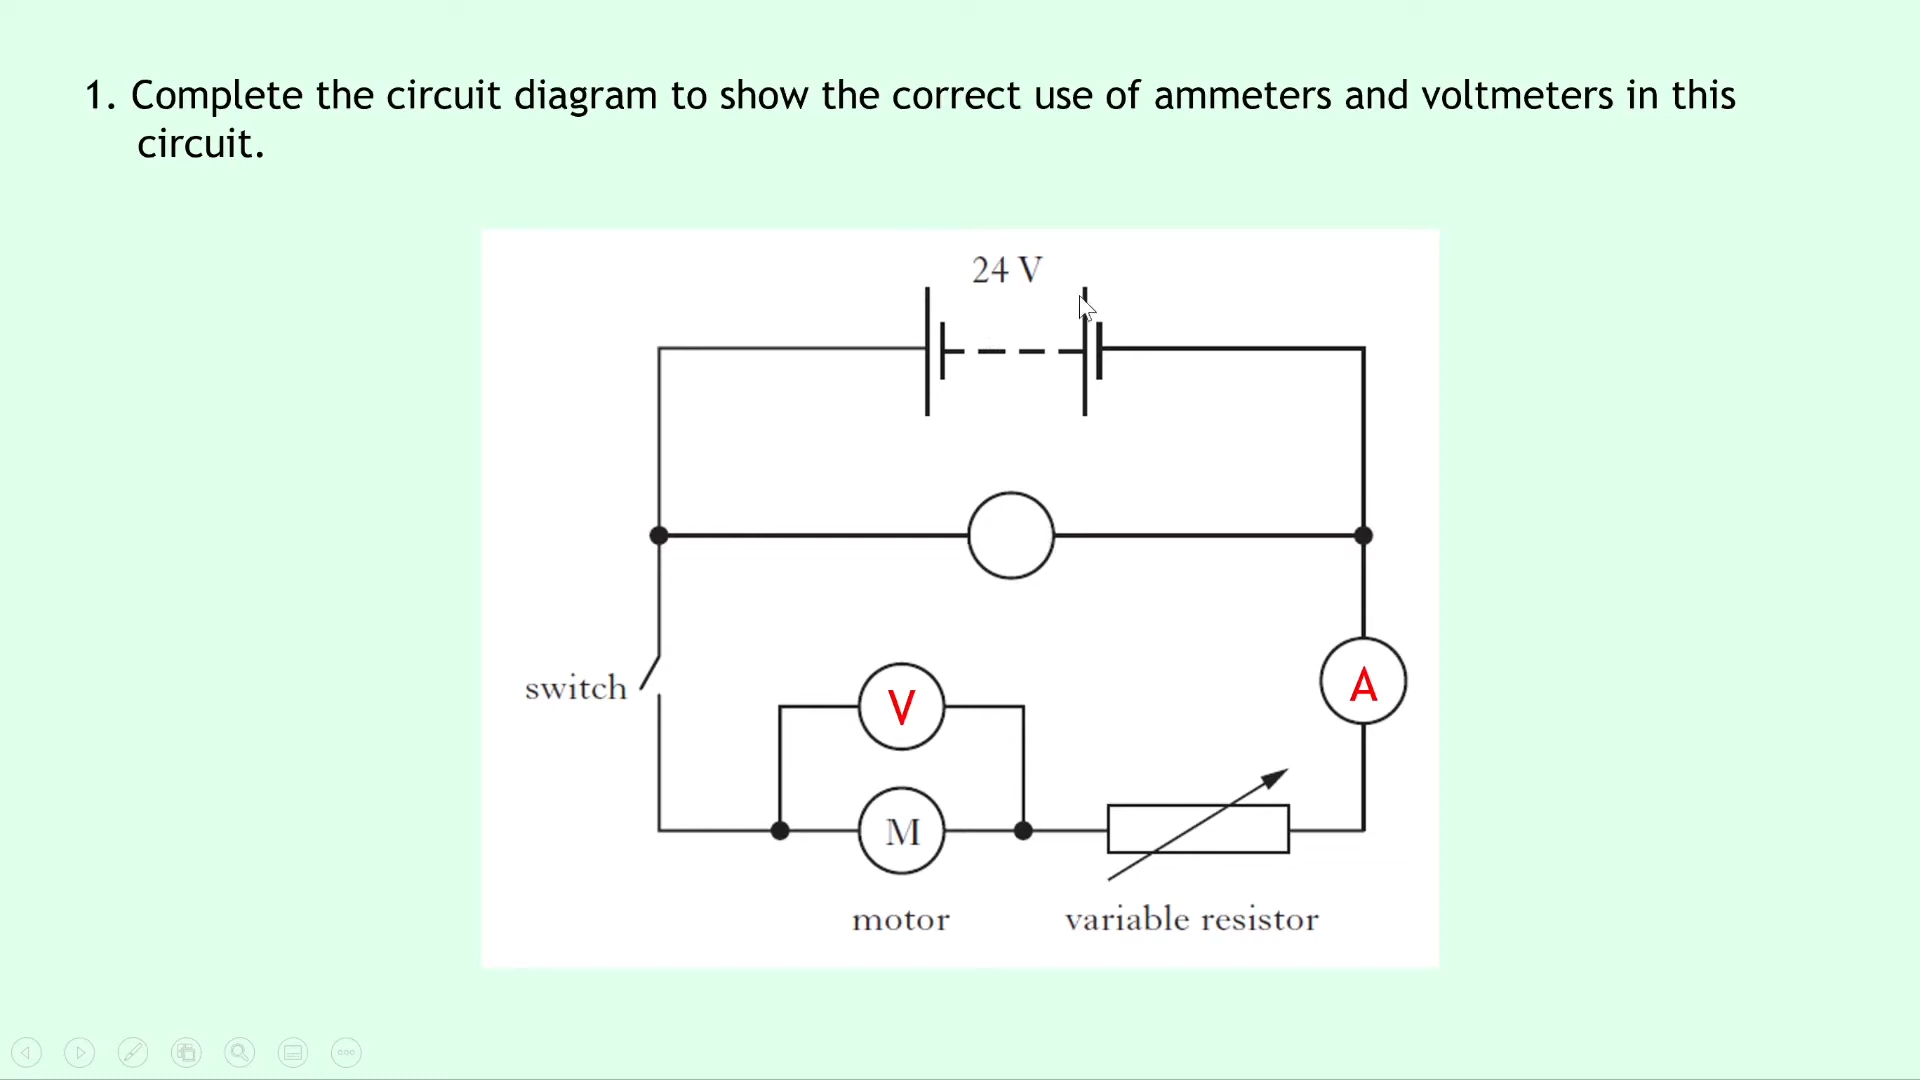 1. Complete the circuit diagram to show the correct use of ammeters and voltmeters in this
circuit.
24 V
switch
V
A
M
motor
variable resistor